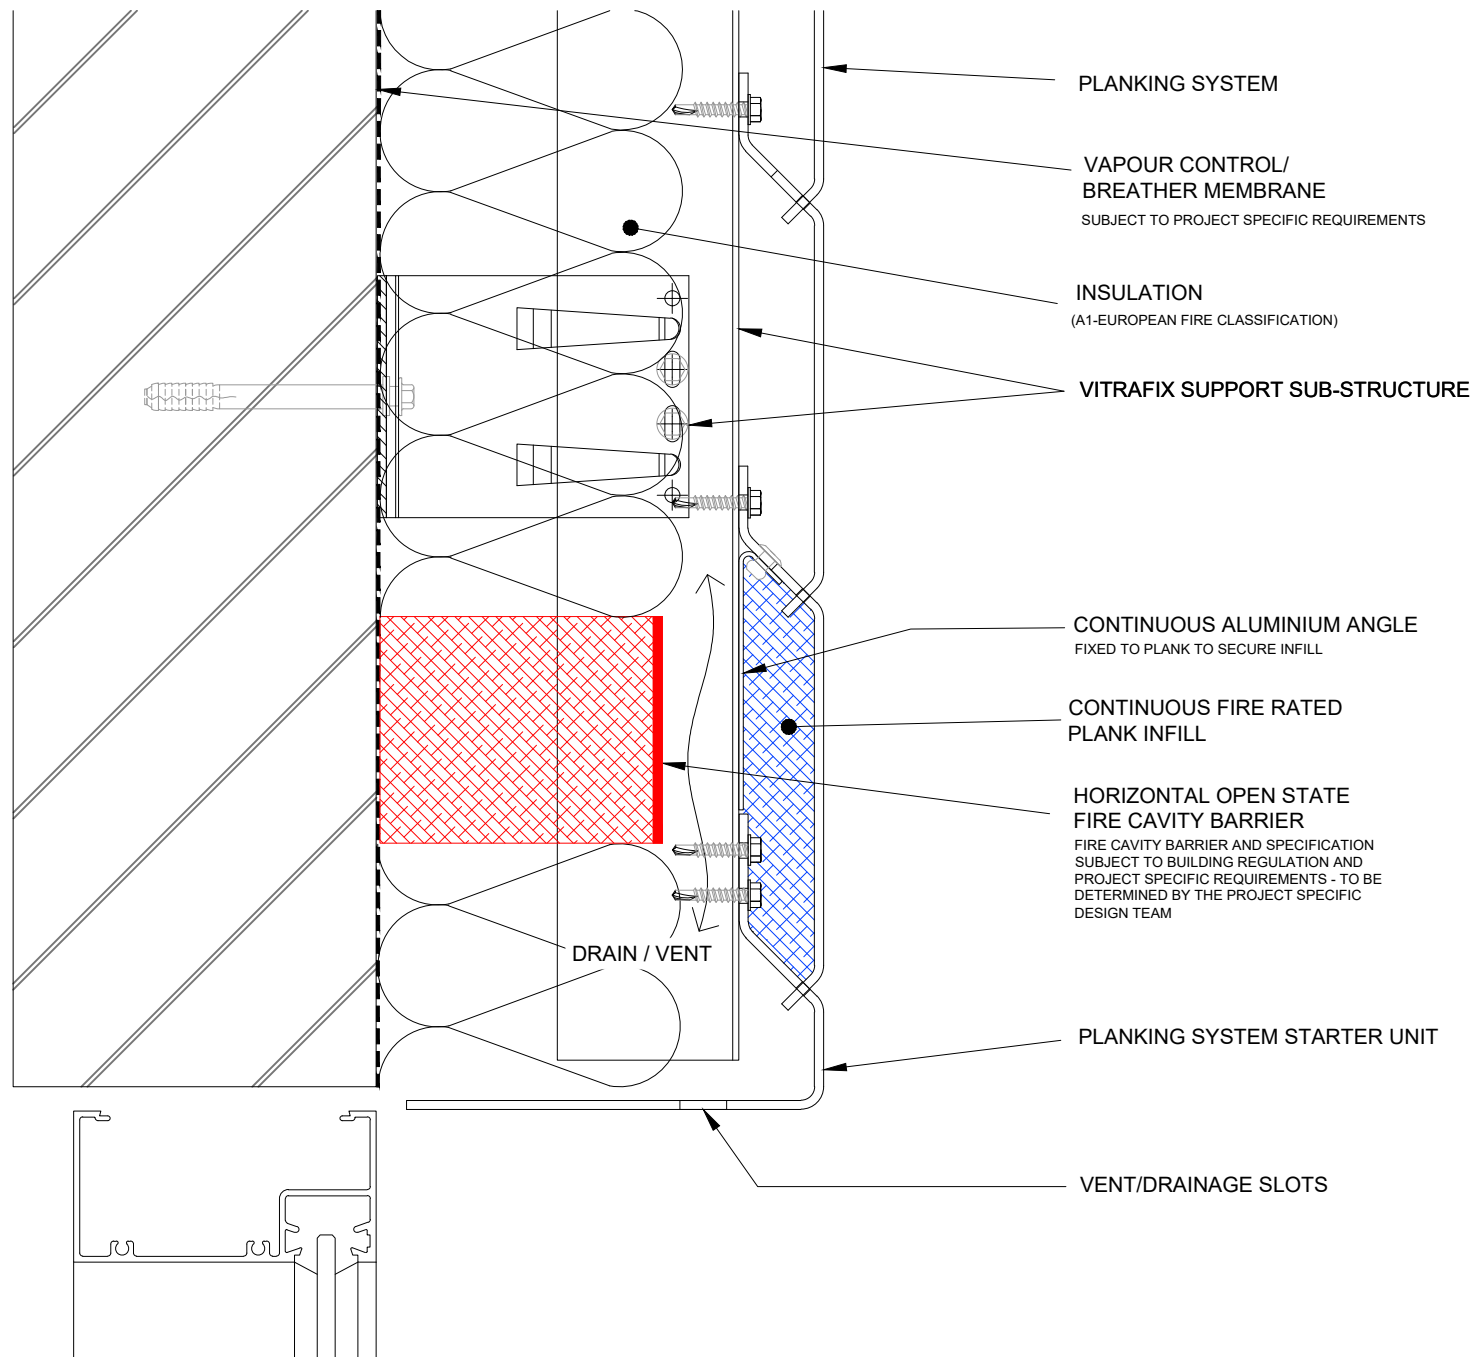 PLANKING SYSTEM
VAPOUR CONTROL/
BREATHER MEMBRANE
SUBJECT TO PROJECT SPECIFIC REQUIREMENTS
INSULATION
(A1-EUROPEAN FIRE CLASSIFICATION)
VITRAFIX SUPPORT SUB-STRUCTURE
CONTINUOUS ALUMINIUM ANGLE
FIXED TO PLANK TO SECURE INFILL
CONTINUOUS FIRE RATED
PLANK INFILL
HORIZONTAL OPEN STATE
FIRE CAVITY BARRIER
FIRE CAVITY BARRIER AND SPECIFICATION
SUBJECT TO BUILDING REGULATION AND
PROJECT SPECIFIC REQUIREMENTS - TO BE
DETERMINED BY THE PROJECT SPECIFIC
DESIGN TEAM
DRAIN / VENT
PLANKING SYSTEM STARTER UNIT
VENT/DRAINAGE SLOTS